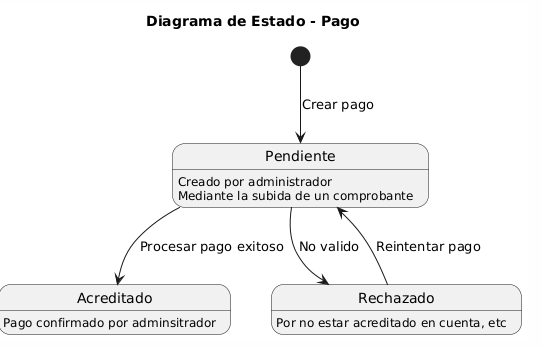 Diagrama de Estado - Pago
Crear pago
Pendiente
Creado por administrador
Mediante la subida de un comprobante
Procesar pago exitoso
No valido
Reintentar pago
Acreditado
Pago confirmado por adminsitrador
Rechazado
Por no estar acreditado en cuenta, etc